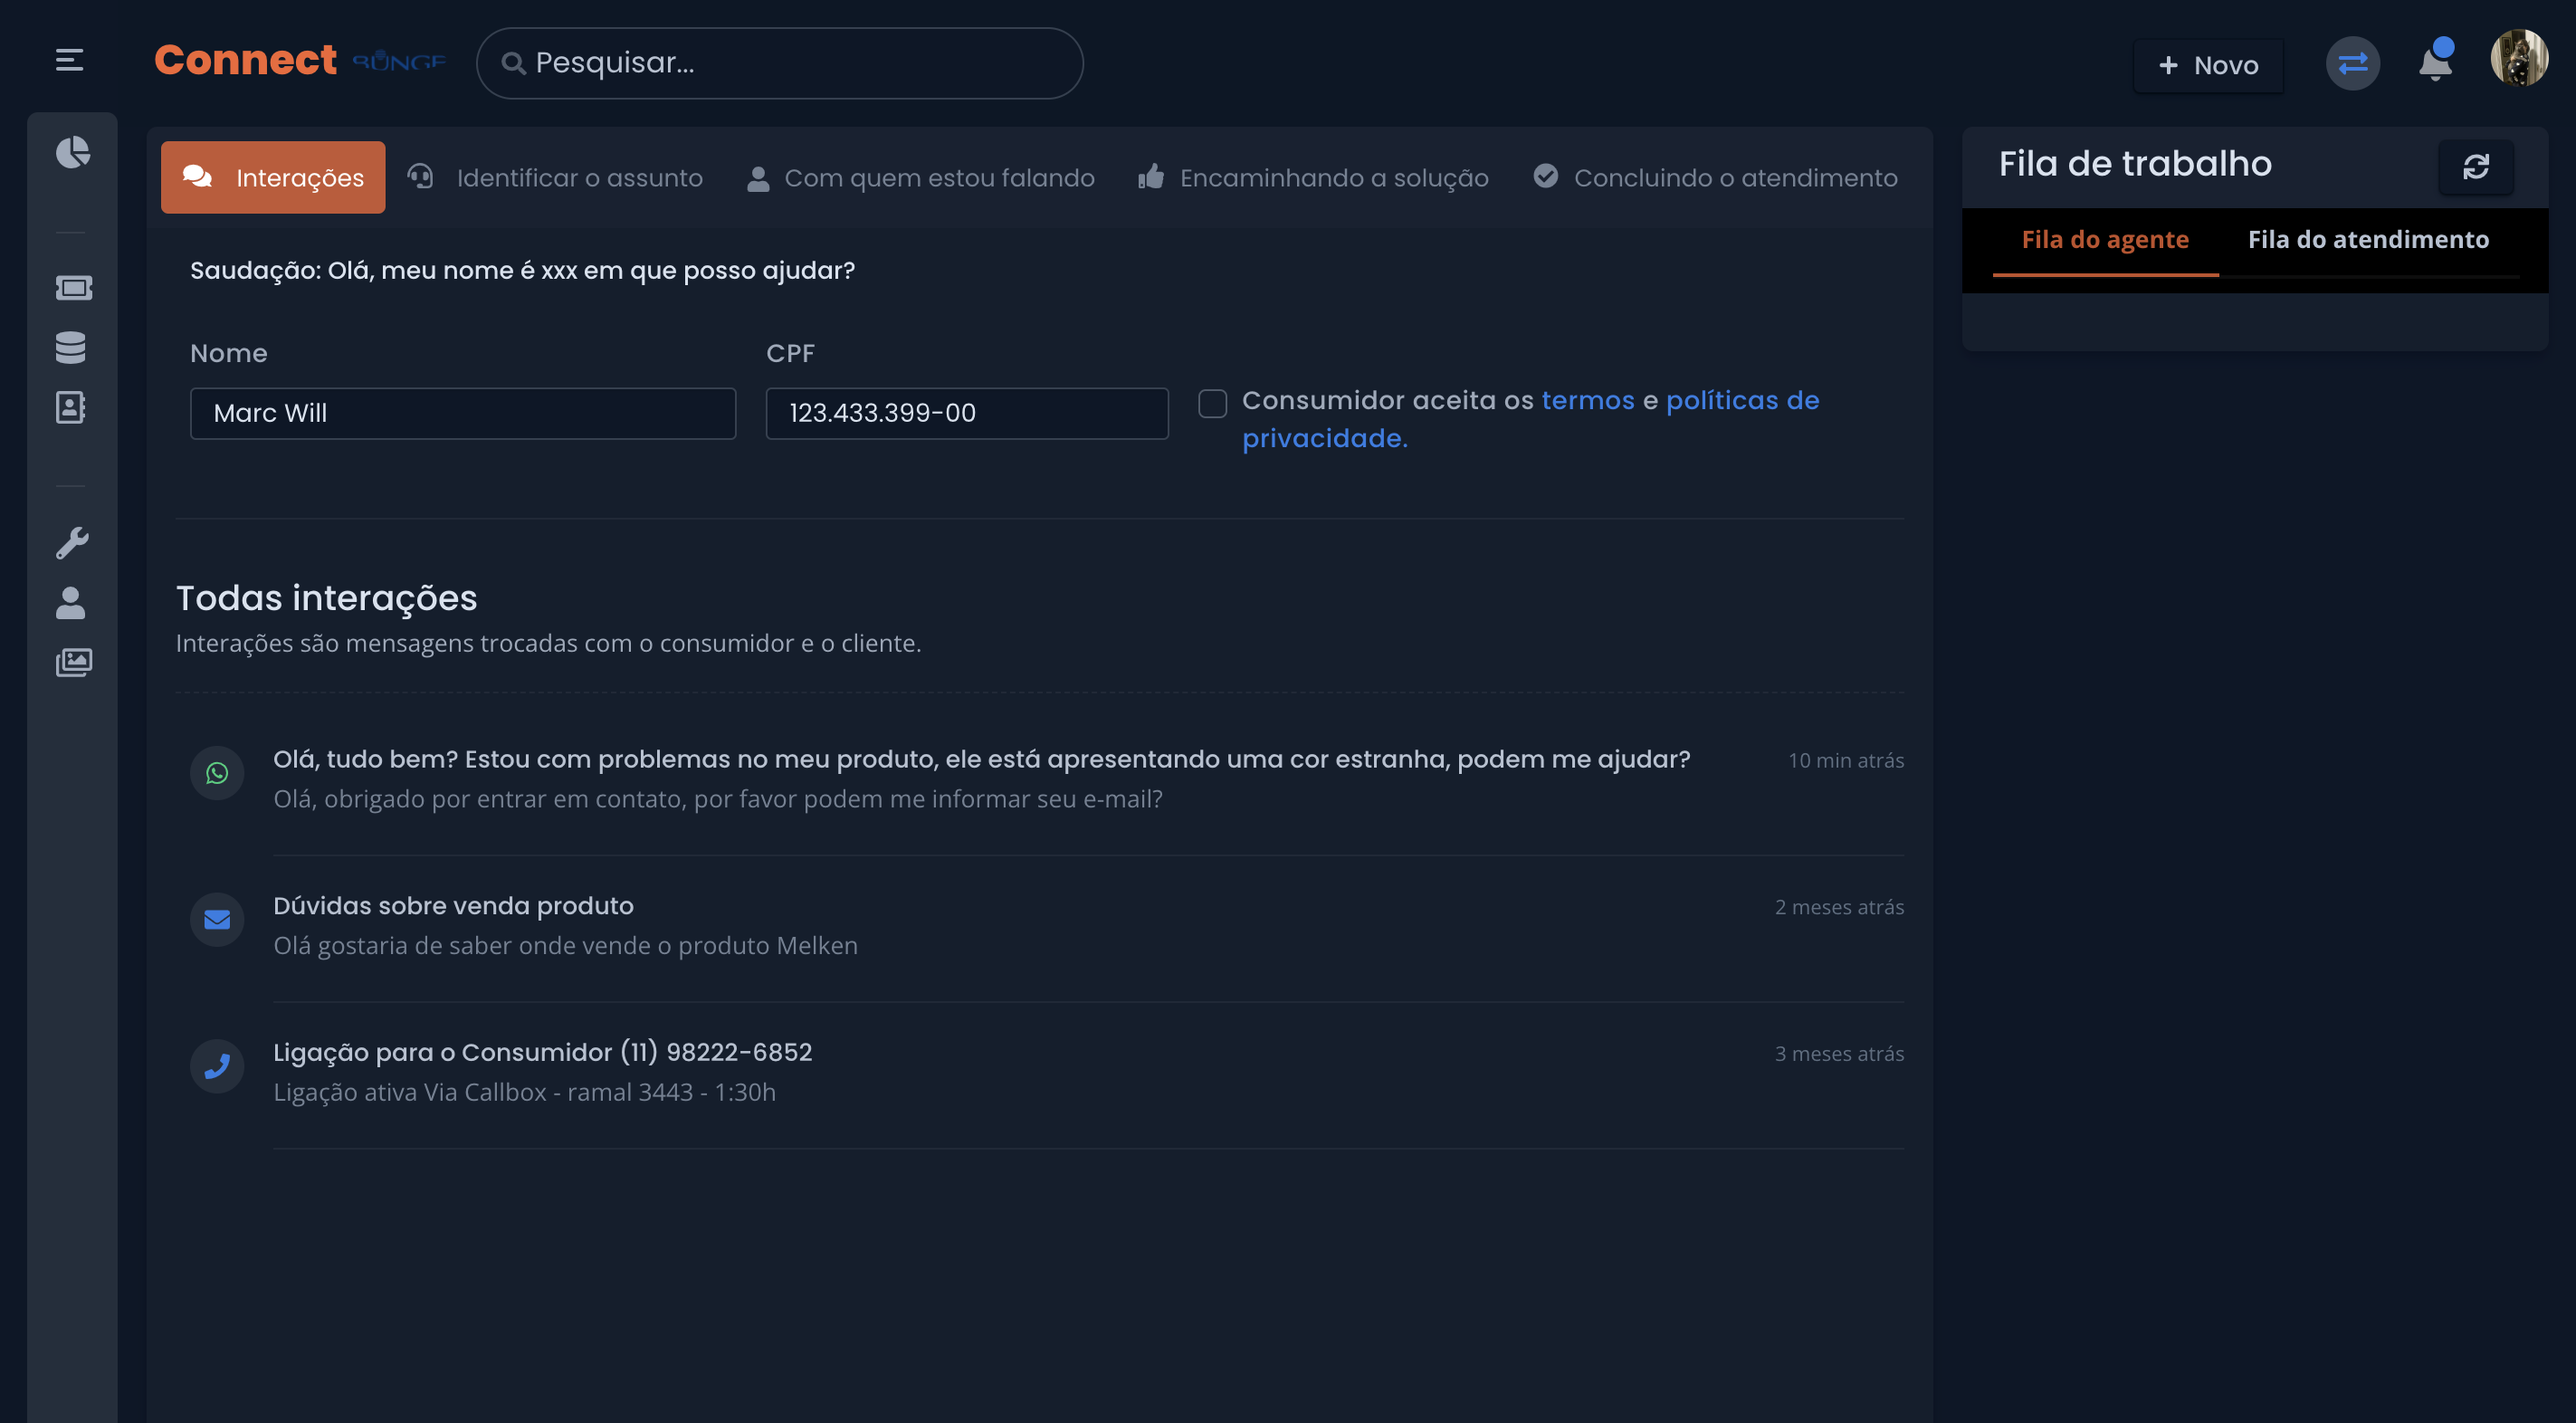 Connect BUNGE
Pesquisar...
+ Novo
Interações
Identificar o assunto
Com quem estou falando
Encaminhando a solução
Concluindo o atendimento
Saudação: Olá, meu nome é xxx em que posso ajudar?
Nome
CPF
Marc Will
123.433.399-00
Consumidor aceita os termos e políticas de
privacidade.
Todas interações
Interações são mensagens trocadas com o consumidor e o cliente.
Olá, tudo bem? Estou com problemas no meu produto, ele está apresentando uma cor estranha, podem me ajudar?
10 min atrás
Olá, obrigado por entrar em contato, por favor podem me informar seu e-mail?
Dúvidas sobre venda produto
2 meses atrás
Olá gostaria de saber onde vende o produto Melken
Ligação para o Consumidor (11) 98222-6852
3 meses atrás
Ligação ativa Via Callbox - ramal 3443 - 1:30h
Fila de trabalho
Fila do agente
Fila do atendimento